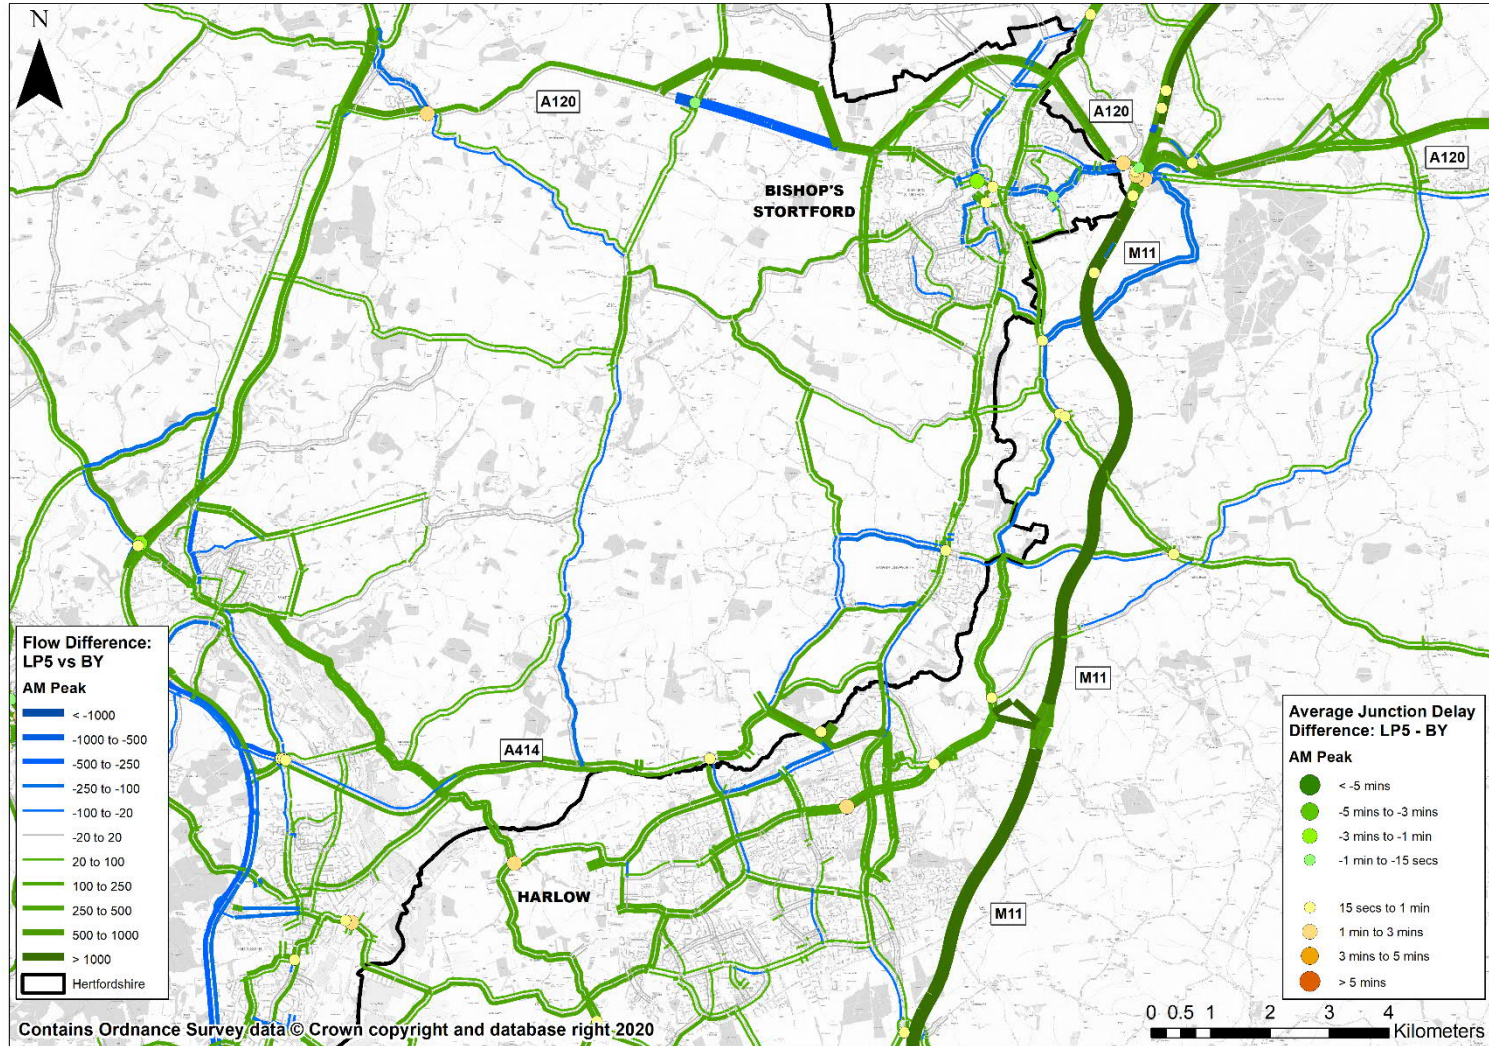 N
A120
A120
A120
BISHOP'S
STORTFORD
M11
M11
A414
HARLOW
M11
Flow Difference:
LP5 vs BY
AM Peak
< -1000
-1000 to -500
-500 to -250
-250 to -100
-100 to -20
-20 to 20
20 to 100
100 to 250
250 to 500
500 to 1000
> 1000
Hertfordshire
Average Junction Delay
Difference: LP5 - BY
AM Peak
< -5 mins
-5 mins to -3 mins
-3 mins to -1 min
-1 min to -15 secs
15 secs to 1 min
1 min to 3 mins
3 mins to 5 mins
> 5 mins
Contains Ordnance Survey data © Crown copyright and database right 2020
0 0.5 1 2 3 4
Kilometers